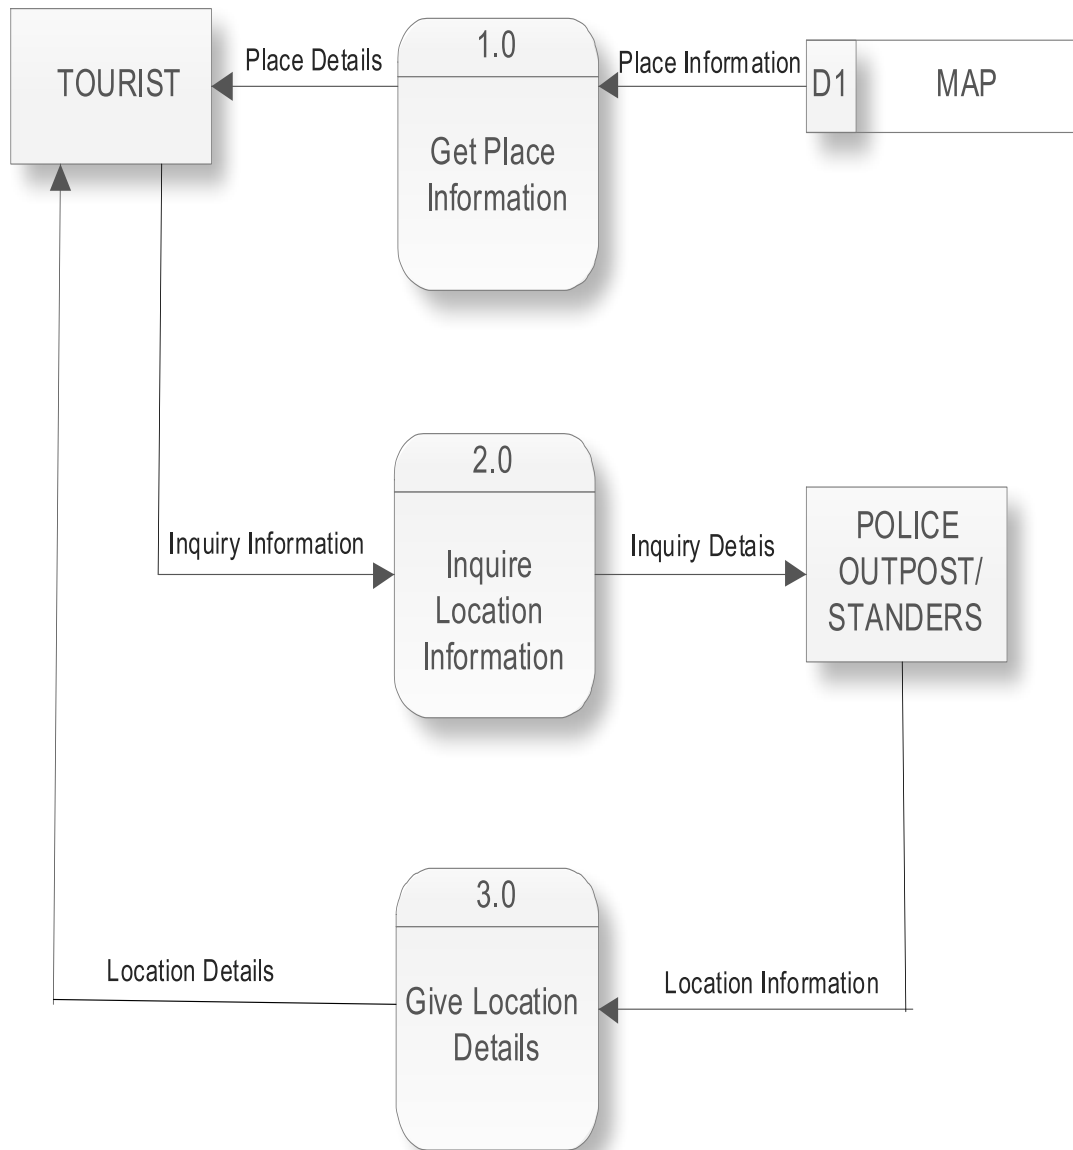 TOURIST
Place Details
1.0
Get Place
Information
Place Information
D1
MAP
Inquiry Information
2.0
Inquire
Location
Information
Inquiry Detais
POLICE
OUTPOST/
STANDERS
Location Details
3.0
Give Location
Details
Location Information